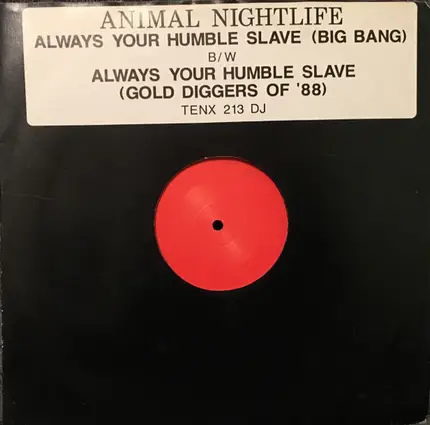 ANIMAL NIGHTLIFE
ALWAYS YOUR HUMBLE SLAVE (BIG BANG)
B/W
ALWAYS YOUR HUMBLE SLAVE
(GOLD DIGGERS OF '88)
TENX 213 DJ